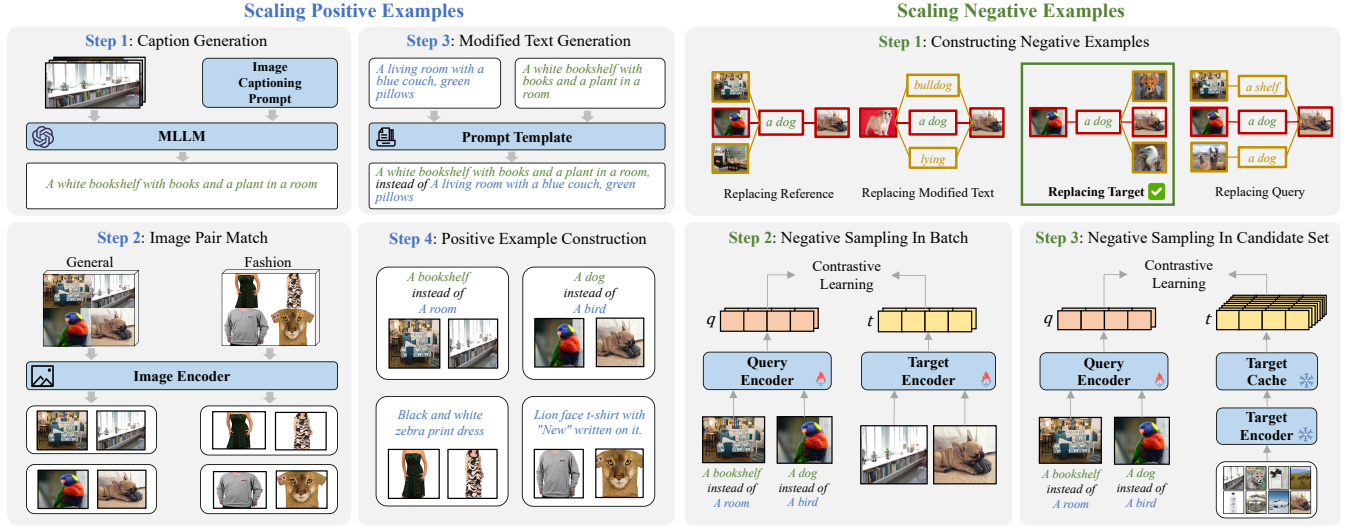 Scaling Positive Examples
Scaling Negative Examples
Step 1: Caption Generation
Image
Captioning
Prompt
MLLM
A white bookshelf with books and a plant in a room
Step 3: Modified Text Generation
A living room with a
blue couch, green
pillows
A white bookshelf with
books and a plant in a
room
Prompt Template
A white bookshelf with books and a plant in a room,
instead of A living room with a blue couch, green
pillows
Step 1: Constructing Negative Examples
a dog
Replacing Reference
bulldog
a dog
lying
Replacing Modified Text
a dog
Replacing Target
a shelf
a dog
a dog
Replacing Query
Step 2: Image Pair Match
General
Fashion
Image Encoder
Step 4: Positive Example Construction
A bookshelf
instead of
A room
A dog
instead of
A bird
Black and white
zebra print dress
Lion face t-shirt with
"New" written on it.
Step 2: Negative Sampling In Batch
Contrastive
Learning
q
t
Query
Encoder
Target
Encoder
A bookshelf
instead of
A room
A dog
instead of
A bird
Step 3: Negative Sampling In Candidate Set
Contrastive
Learning
q
t
Query
Encoder
Target
Cache
Target
Encoder
A bookshelf
instead of
A room
A dog
instead of
A bird